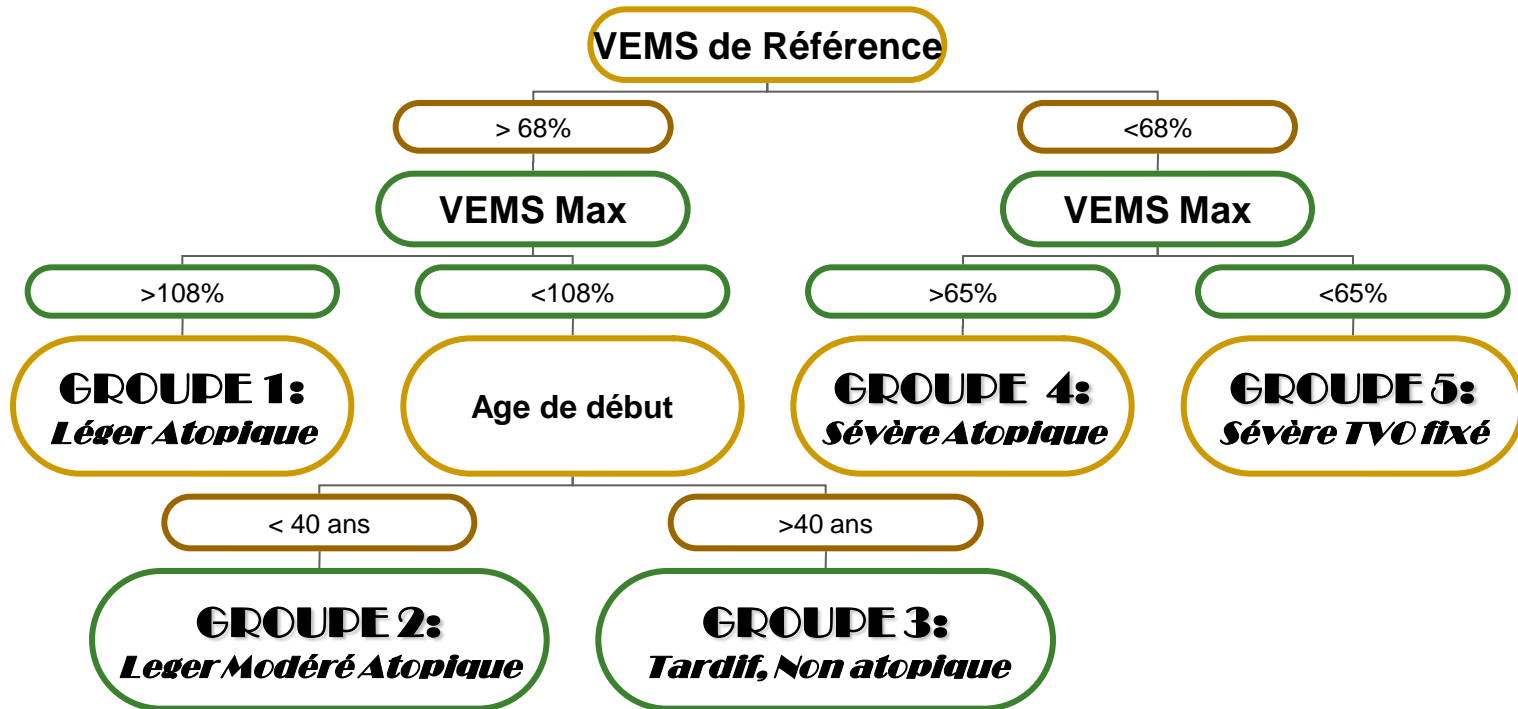 VEMS de Référence
> 68%
<68%
VEMS Max
VEMS Max
>108%
<108%
>65%
<65%
GROUPE 1:
Léger Atopique
Age de début
GROUPE 4:
Sévère Atopique
GROUPE 5:
Sévère TVO fixé
< 40 ans
>40 ans
GROUPE 2:
Leger Modéré Atopique
GROUPE 3:
Tardif, Non atopique